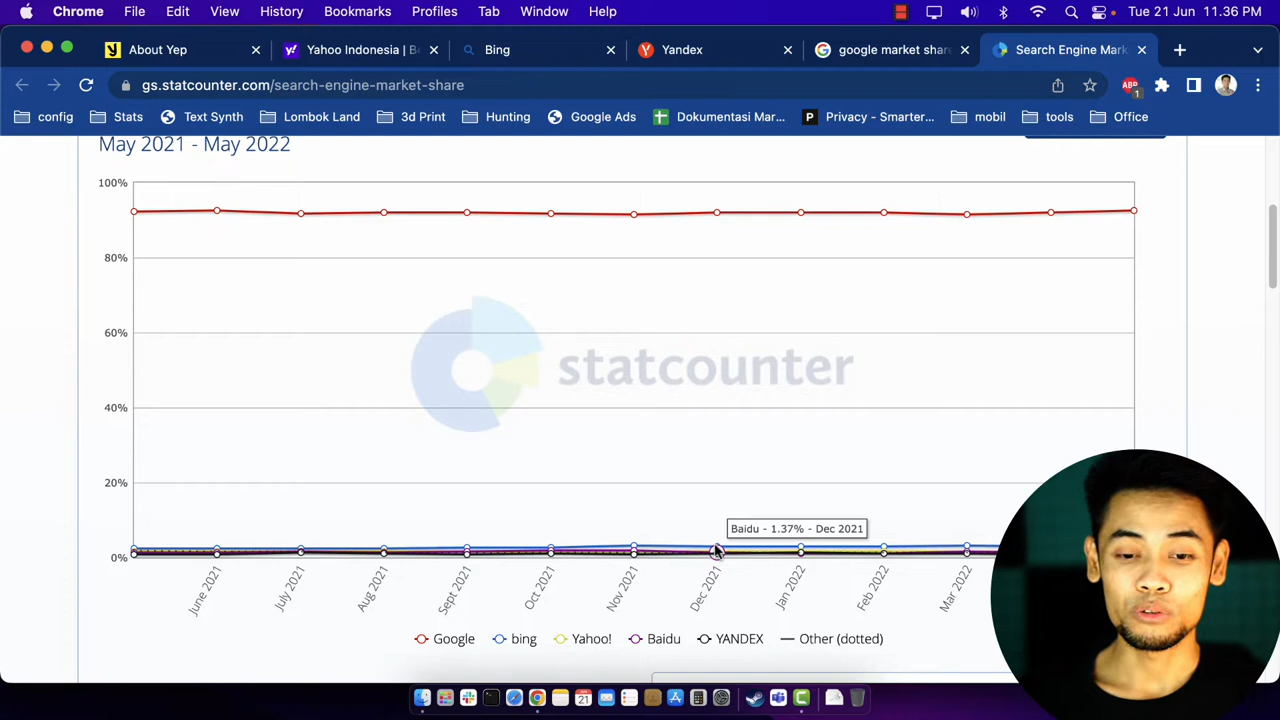 Chrome File Edit View History Bookmarks Profiles Tab Window Help Tue 21 Jun 11.36 PM
About Yep Yahoo Indonesia | B Bing Yandex google market shar Search Engine Mark
gs.statcounter.com/search-engine-market-share
config Stats Text Synth Lombok Land 3d Print Hunting Google Ads Dokumentasi Mar... Privacy - Smarter... mobil tools Office
ABP
1
May 2021 - May 2022
100%
80%
60%
statcounter
40%
20%
Baidu - 1.37% - Dec 2021
0%
June 2021 July 2021 Aug 2021 Sept. 2021 Oct 2021 Nov 2021 Dec 2021 Jan 2022 Feb 2022 Mar 2022
Google bing Yahoo! Baidu YANDEX Other (dotted)